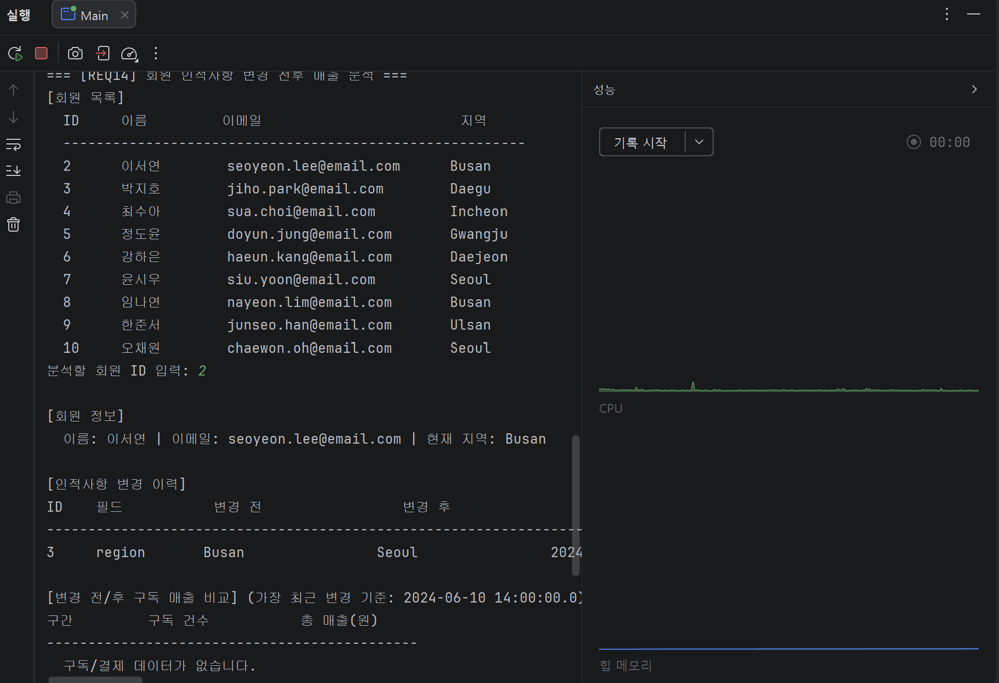 실행
Main
=== [REQ14] 회원 인적사항 변경 전후 매출 분석 ===
[회원 목록]
ID 이름 이메일 지역
--------------------------------------------------------
2 이서연 seoyeon.lee@email.com Busan
3 박지호 jiho.park@email.com Daegu
4 최수아 sua.choi@email.com Incheon
5 정도윤 doyun.jung@email.com Gwangju
6 강하은 haeun.kang@email.com Daejeon
7 윤시우 siu.yoon@email.com Seoul
8 임나연 nayeon.lim@email.com Busan
9 한준서 junseo.han@email.com Ulsan
10 오채원 chaewon.oh@email.com Seoul
분석할 회원 ID 입력: 2
[회원 정보]
이름: 이서연 | 이메일: seoyeon.lee@email.com | 현재 지역: Busan
[인적사항 변경 이력]
ID 필드 변경 전 변경 후
-----------------------------------------------------------------
3 region Busan Seoul 2024
[변경 전/후 구독 매출 비교] (가장 최근 변경 기준: 2024-06-10 14:00:00.0)
구간 구독 건수 총 매출(원)
---------------------------------------------
구독/결제 데이터가 없습니다.
성능
기록 시작
00:00
CPU
힙 메모리